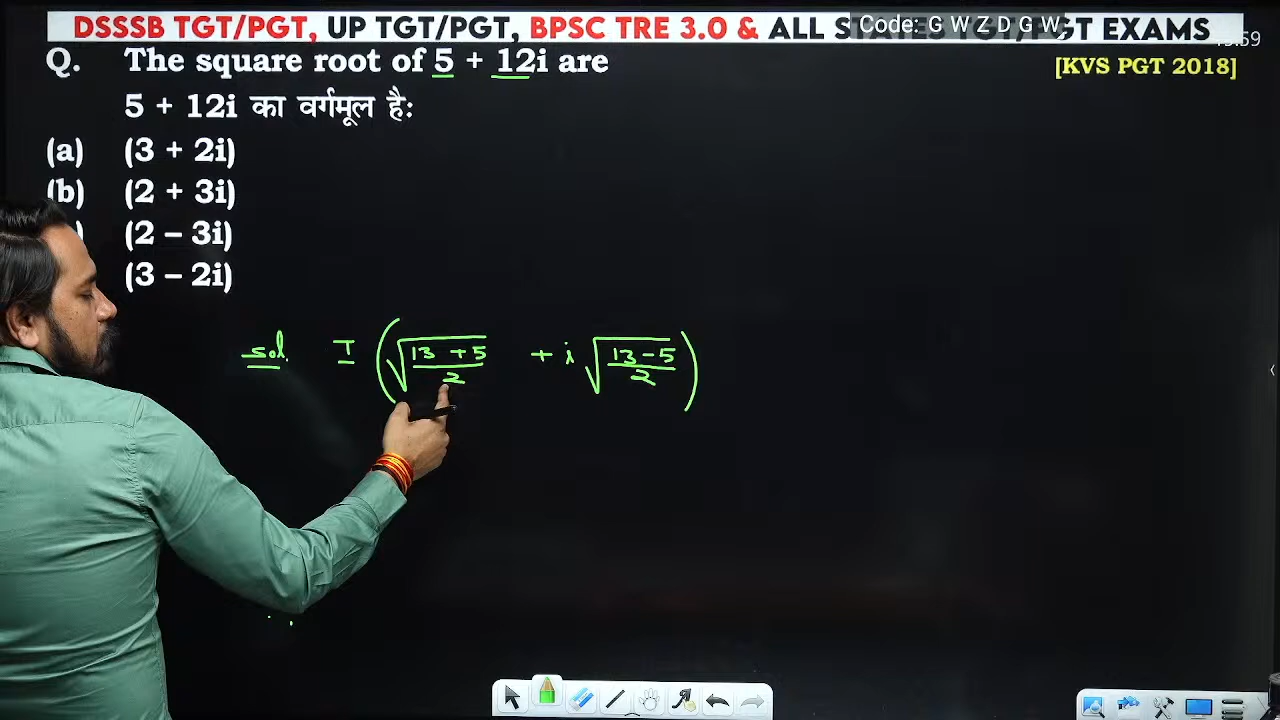 DSSSB TGT/PGT, UP TGT/PGT, BPSC TRE 3.0 & ALL S GT EXAMS
Code: G W Z D G W
:59
Q. The square root of 5 + 12i are [KVS PGT 2018]
5 + 12i का वर्गमूल है:
(a) (3 + 2i)
(b) (2 + 3i)
(2 – 3i)
(3 – 2i)
sol. ± (√((13 + 5)/2) + i √((13 – 5)/2))